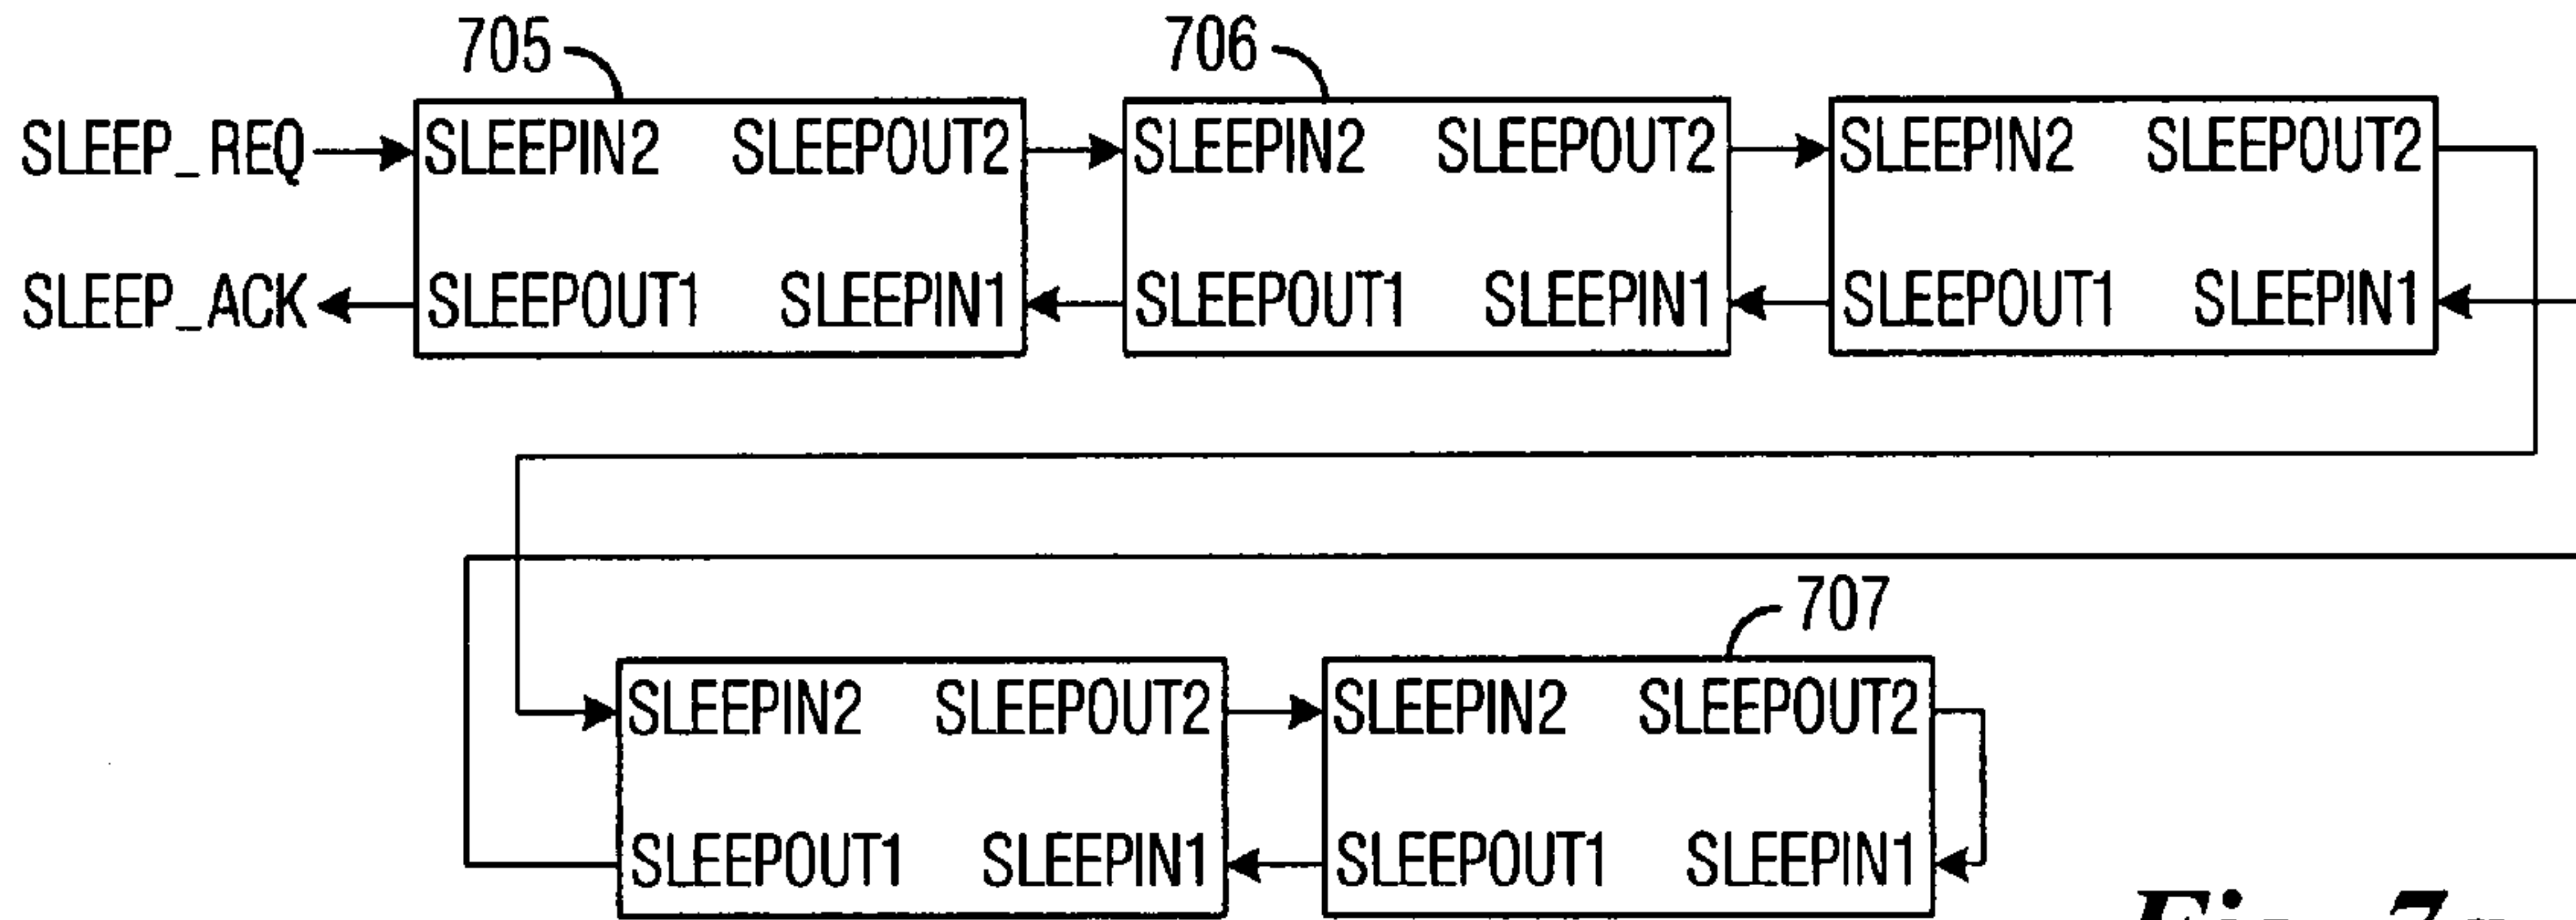 705 706
SLEEP_REQ SLEEPIN2 SLEEPOUT2 SLEEPIN2 SLEEPOUT2 SLEEPIN2 SLEEPOUT2
SLEEP_ACK SLEEPOUT1 SLEEPIN1 SLEEPOUT1 SLEEPIN1 SLEEPOUT1 SLEEPIN1
707
SLEEPIN2 SLEEPOUT2 SLEEPIN2 SLEEPOUT2
SLEEPOUT1 SLEEPIN1 SLEEPOUT1 SLEEPIN1